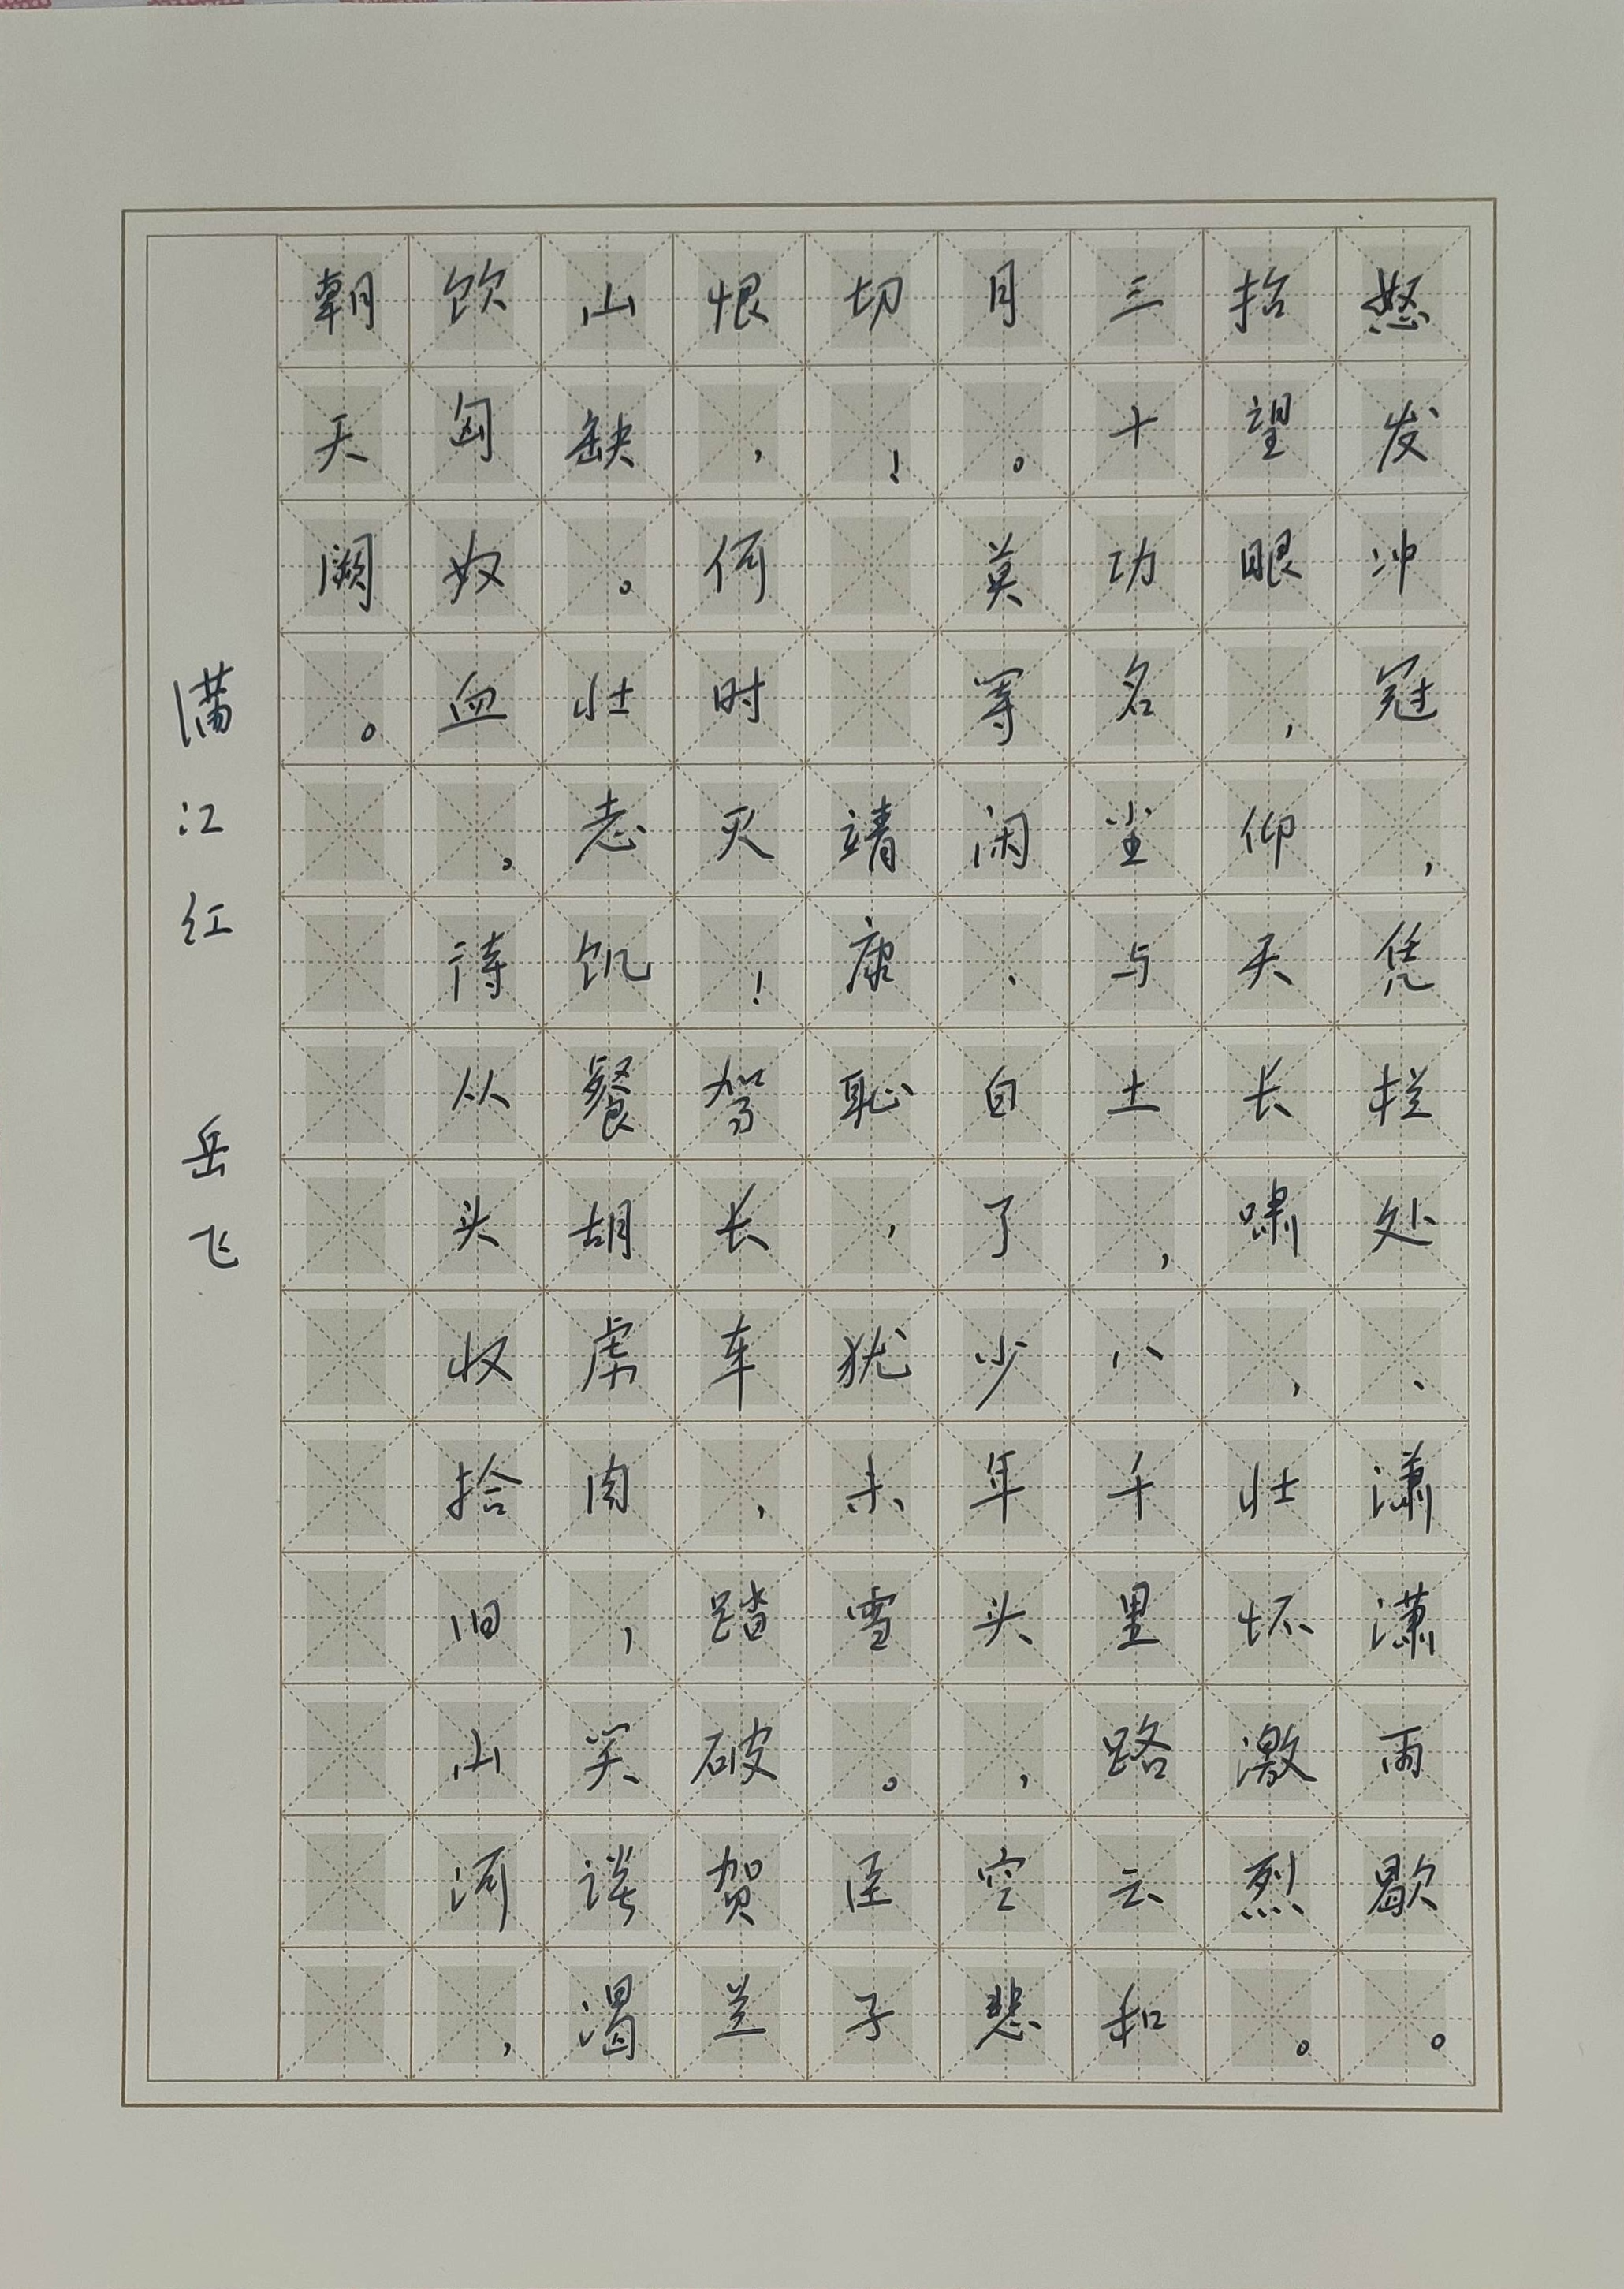 怒发冲冠，凭栏处、潇潇雨歇。
抬望眼，仰天长啸，壮怀激烈。
三十功名尘与土，八千里路云和
月。莫等闲、白了少年头，空悲
切！靖康耻，犹未雪。臣子
恨，何时灭！驾长车，踏破贺兰
山缺。壮志饥餐胡虏肉，笑谈渴
饮匈奴血。待从头收拾旧山河，
朝天阙。
满江红 岳飞